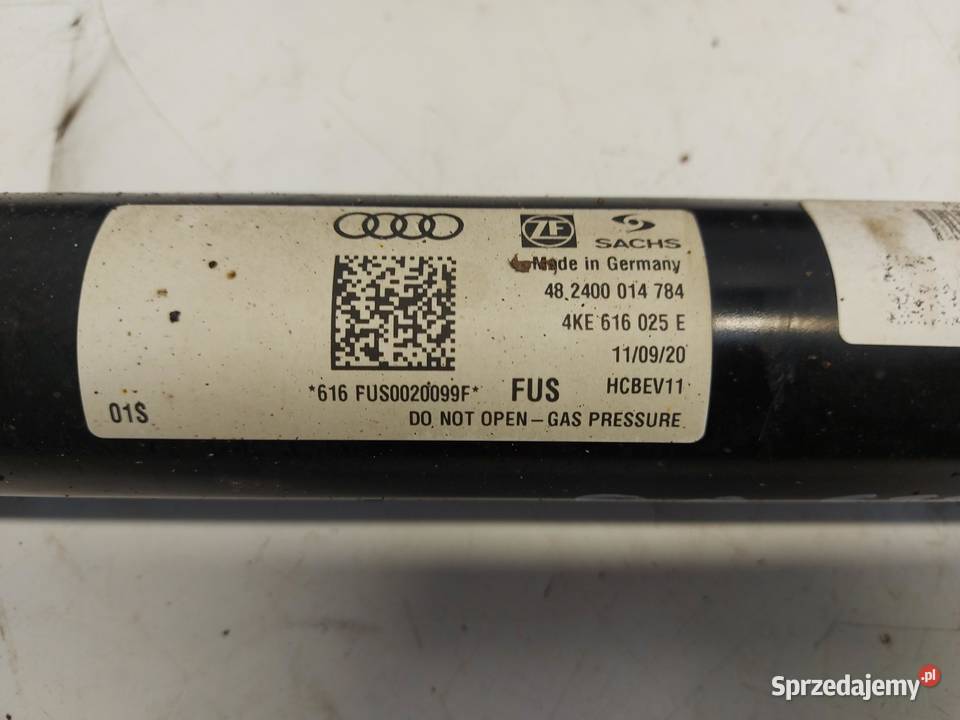 ZF SACHS
Made in Germany
48 2400 014 784
4KE 616 025 E
11/09/20
*616 FUS0020099F* FUS HCBEV11
01S
DO NOT OPEN – GAS PRESSURE
Sprzedajemy.pl